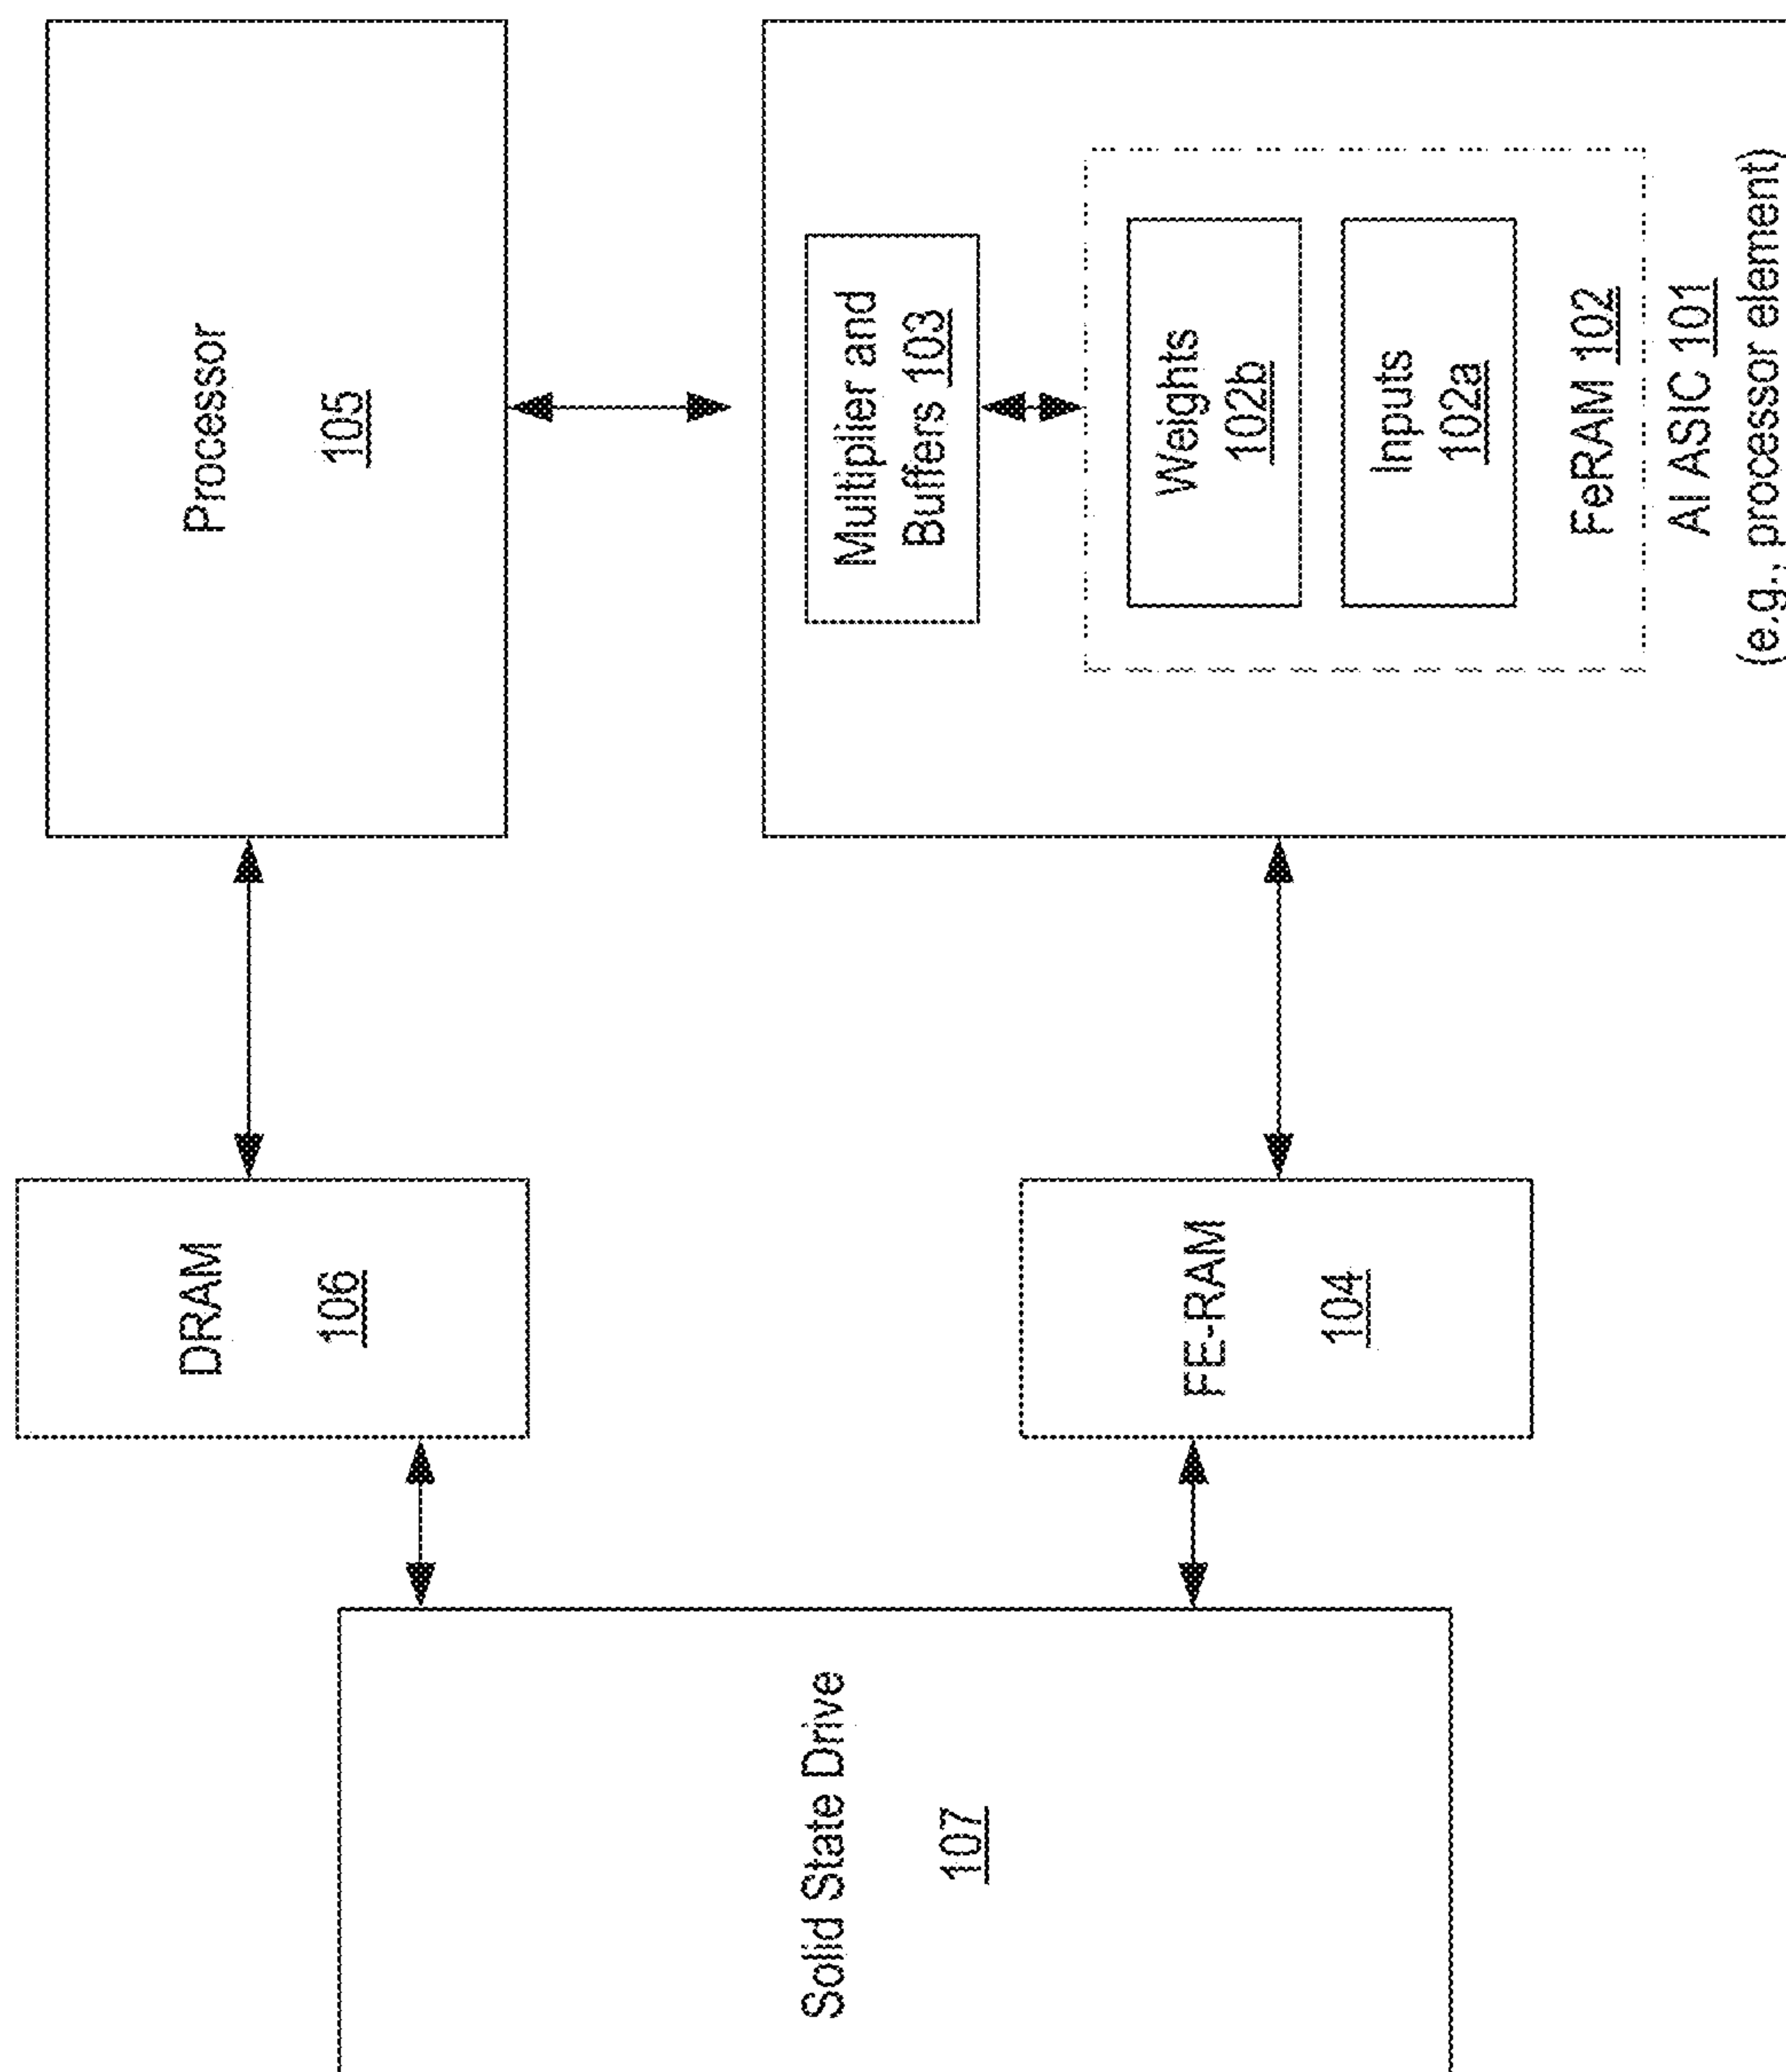 Solid State Drive
107
DRAM
106
FE-RAM
104
Processor
105
Multiplier and
Buffers 103
Weights
102b
Inputs
102a
FeRAM 102
AI ASIC 101
(e.g., processor element)